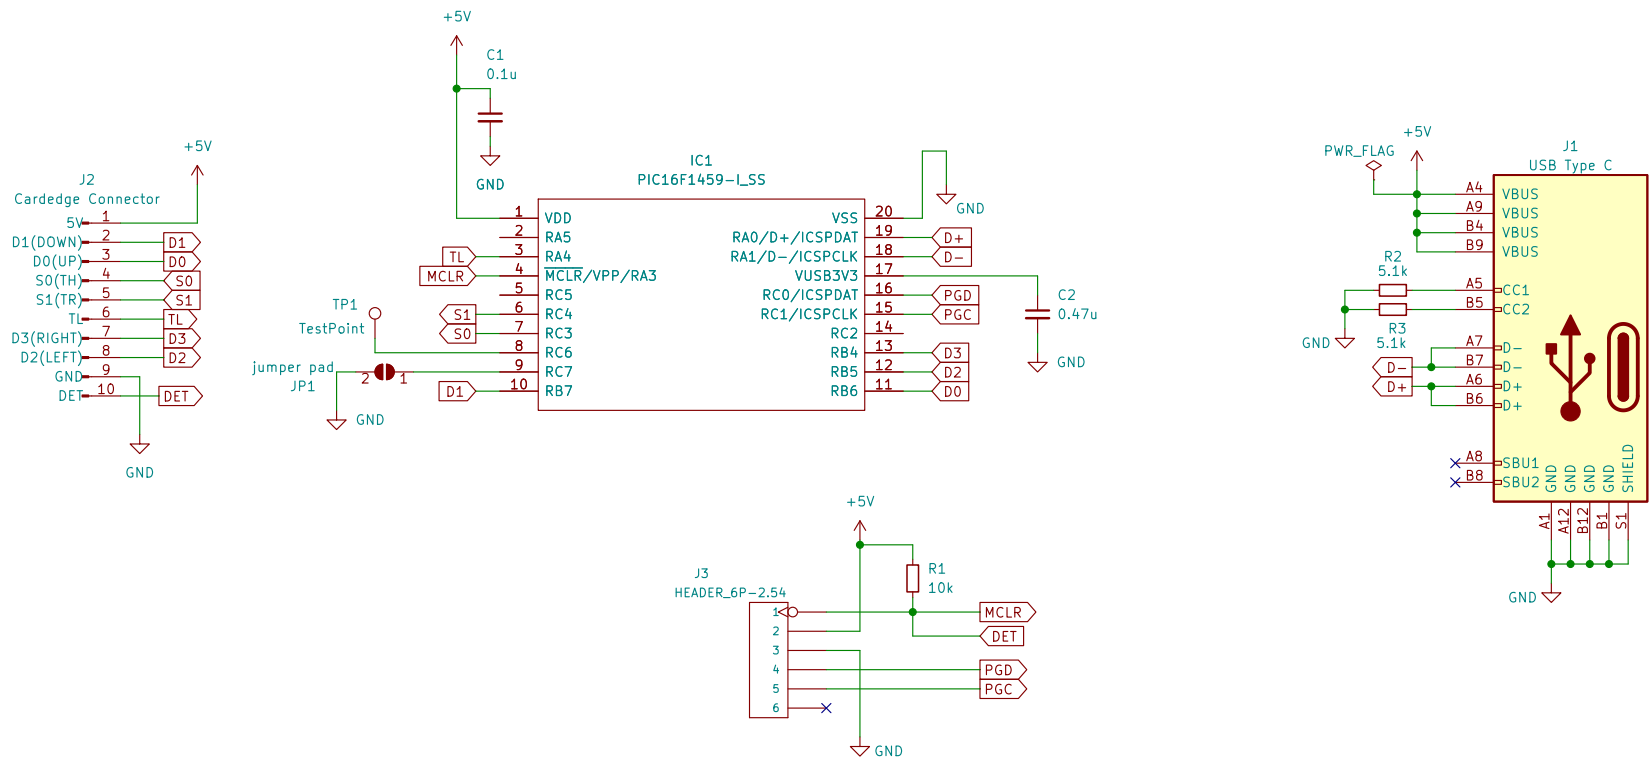 +5V
C1
0.1u
GND
+5V
J2
Cardedge Connector
5V 1
D1(DOWN) 2 D1
D0(UP) 3 D0
S0(TH) 4 S0
S1(TR) 5 S1
TL 6 TL
D3(RIGHT) 7 D3
D2(LEFT) 8 D2
GND 9
DET 10 DET
GND
IC1
PIC16F1459-I_SS
1 VDD
2 RA5
TL 3 RA4
MCLR 4 MCLR/VPP/RA3
5 RC5
S1 6 RC4
S0 7 RC3
8 RC6
9 RC7
D1 10 RB7
VSS 20
RA0/D+/ICSPDAT 19 D+
RA1/D-/ICSPCLK 18 D-
VUSB3V3 17
RC0/ICSPDAT 16 PGD
RC1/ICSPCLK 15 PGC
RC2 14
RB4 13 D3
RB5 12 D2
RB6 11 D0
GND
C2
0.47u
GND
TP1
TestPoint
jumper pad
JP1
2 1
GND
+5V
J3
HEADER_6P-2.54
R1
10k
1 MCLR
2 DET
3
4 PGD
5 PGC
6
GND
PWR_FLAG
+5V
J1
USB Type C
A4 VBUS
A9 VBUS
B4 VBUS
B9 VBUS
R2
5.1k
A5 CC1
B5 CC2
R3
5.1k
GND
A7 D-
D- B7 D-
D+ A6 D+
B6 D+
A8 SBU1
B8 SBU2
GND GND GND GND SHIELD
A1 A12 B12 B1 S1
GND